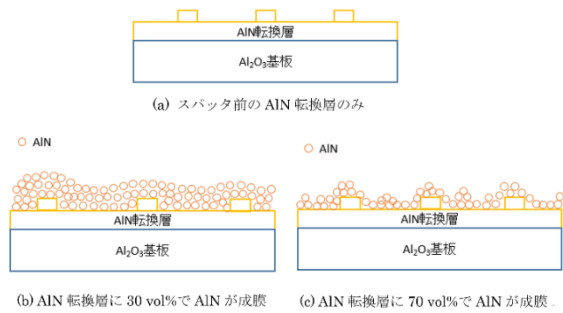 AlN転換層
Al₂O₃基板
(a) スパッタ前の AlN 転換層のみ
AlN
AlN転換層
Al₂O₃基板
(b) AlN 転換層に 30 vol%で AlN が成膜
AlN
AlN転換層
Al₂O₃基板
(c) AlN 転換層に 70 vol%で AlN が成膜.